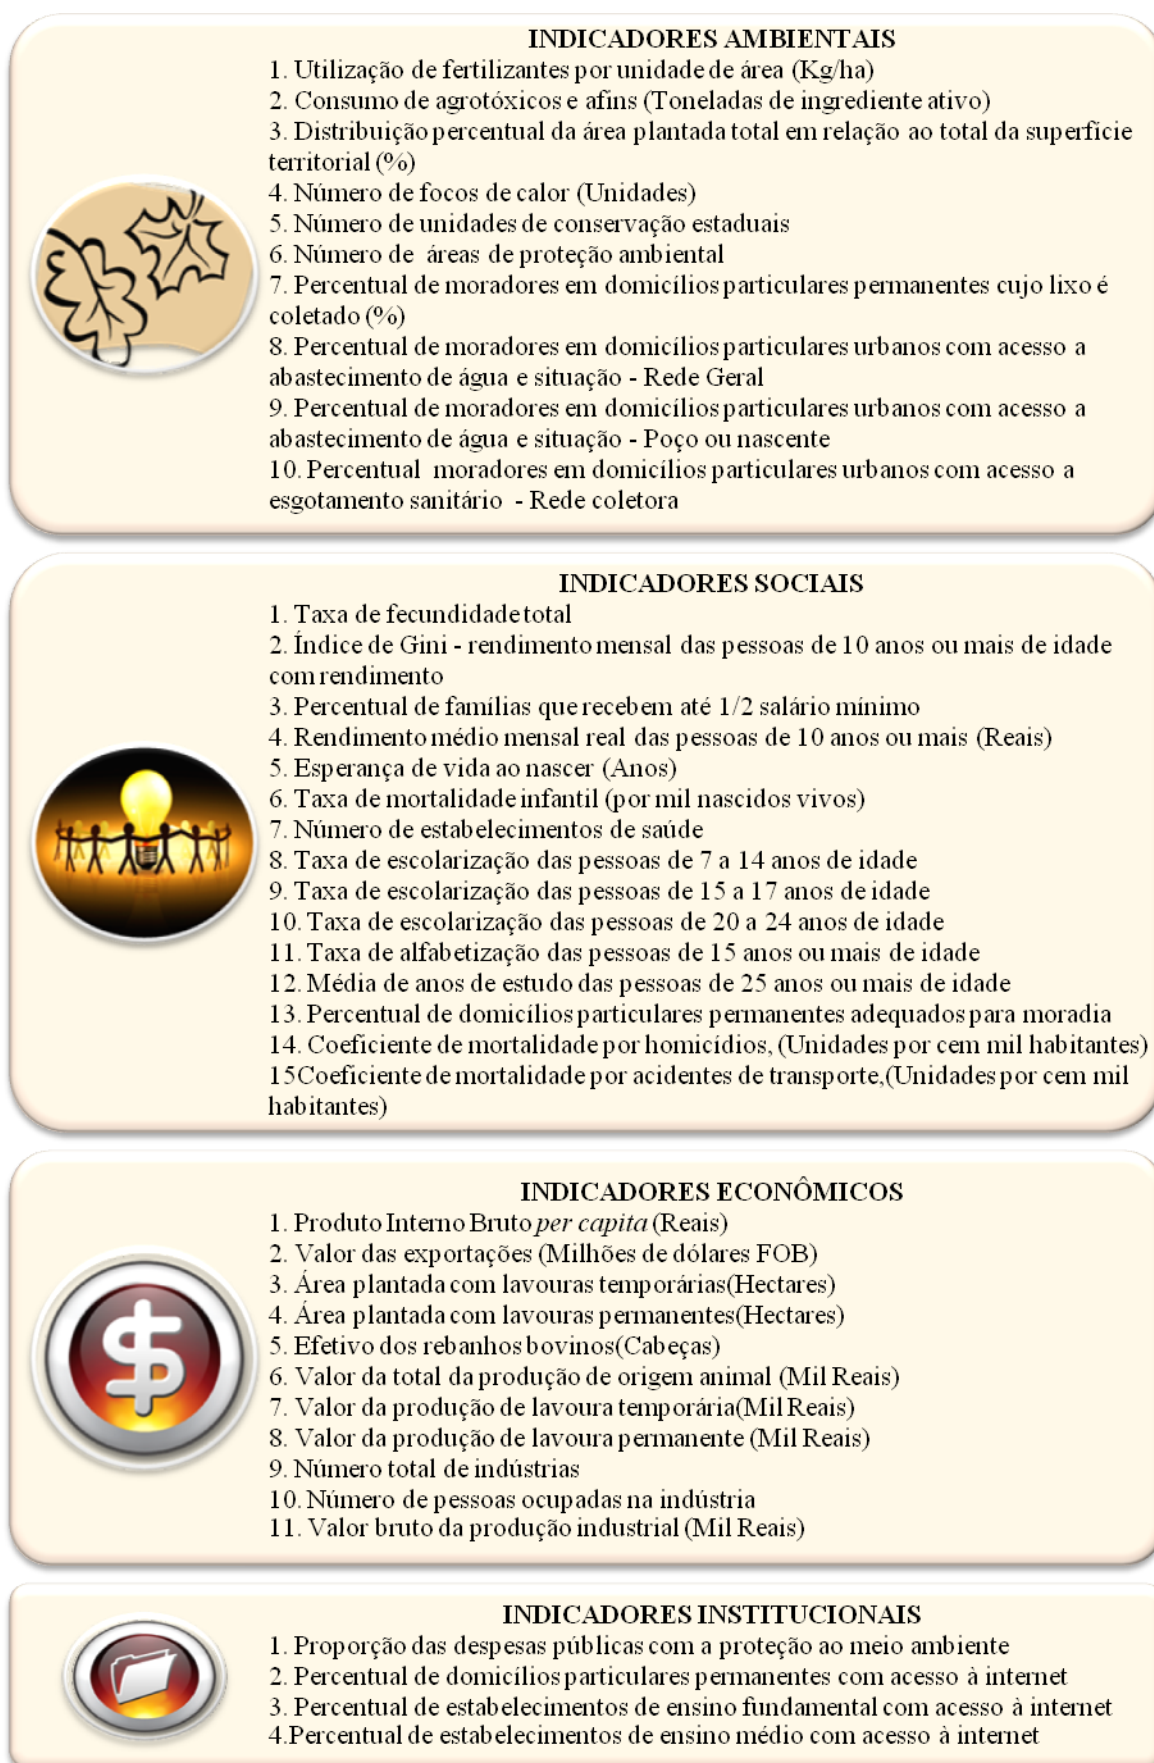 INDICADORES AMBIENTAIS
1. Utilização de fertilizantes por unidade de área (Kg/ha)
2. Consumo de agrotóxicos e afins (Toneladas de ingrediente ativo)
3. Distribuição percentual da área plantada total em relação ao total da superfície
territorial (%)
4. Número de focos de calor (Unidades)
5. Número de unidades de conservação estaduais
6. Número de áreas de proteção ambiental
7. Percentual de moradores em domicílios particulares permanentes cujo lixo é
coletado (%)
8. Percentual de moradores em domicílios particulares urbanos com acesso a
abastecimento de água e situação - Rede Geral
9. Percentual de moradores em domicílios particulares urbanos com acesso a
abastecimento de água e situação - Poço ou nascente
10. Percentual moradores em domicílios particulares urbanos com acesso a
esgotamento sanitário - Rede coletora
INDICADORES SOCIAIS
1. Taxa de fecundidade total
2. Índice de Gini - rendimento mensal das pessoas de 10 anos ou mais de idade
com rendimento
3. Percentual de famílias que recebem até 1/2 salário mínimo
4. Rendimento médio mensal real das pessoas de 10 anos ou mais (Reais)
5. Esperança de vida ao nascer (Anos)
6. Taxa de mortalidade infantil (por mil nascidos vivos)
7. Número de estabelecimentos de saúde
8. Taxa de escolarização das pessoas de 7 a 14 anos de idade
9. Taxa de escolarização das pessoas de 15 a 17 anos de idade
10. Taxa de escolarização das pessoas de 20 a 24 anos de idade
11. Taxa de alfabetização das pessoas de 15 anos ou mais de idade
12. Média de anos de estudo das pessoas de 25 anos ou mais de idade
13. Percentual de domicílios particulares permanentes adequados para moradia
14. Coeficiente de mortalidade por homicídios, (Unidades por cem mil habitantes)
15Coeficiente de mortalidade por acidentes de transporte,(Unidades por cem mil
habitantes)
INDICADORES ECONÔMICOS
1. Produto Interno Bruto per capita (Reais)
2. Valor das exportações (Milhões de dólares FOB)
3. Área plantada com lavouras temporárias(Hectares)
4. Área plantada com lavouras permanentes(Hectares)
5. Efetivo dos rebanhos bovinos(Cabeças)
6. Valor da total da produção de origem animal (Mil Reais)
7. Valor da produção de lavoura temporária(Mil Reais)
8. Valor da produção de lavoura permanente (Mil Reais)
9. Número total de indústrias
10. Número de pessoas ocupadas na indústria
11. Valor bruto da produção industrial (Mil Reais)
INDICADORES INSTITUCIONAIS
1. Proporção das despesas públicas com a proteção ao meio ambiente
2. Percentual de domicílios particulares permanentes com acesso à internet
3. Percentual de estabelecimentos de ensino fundamental com acesso à internet
4.Percentual de estabelecimentos de ensino médio com acesso à internet